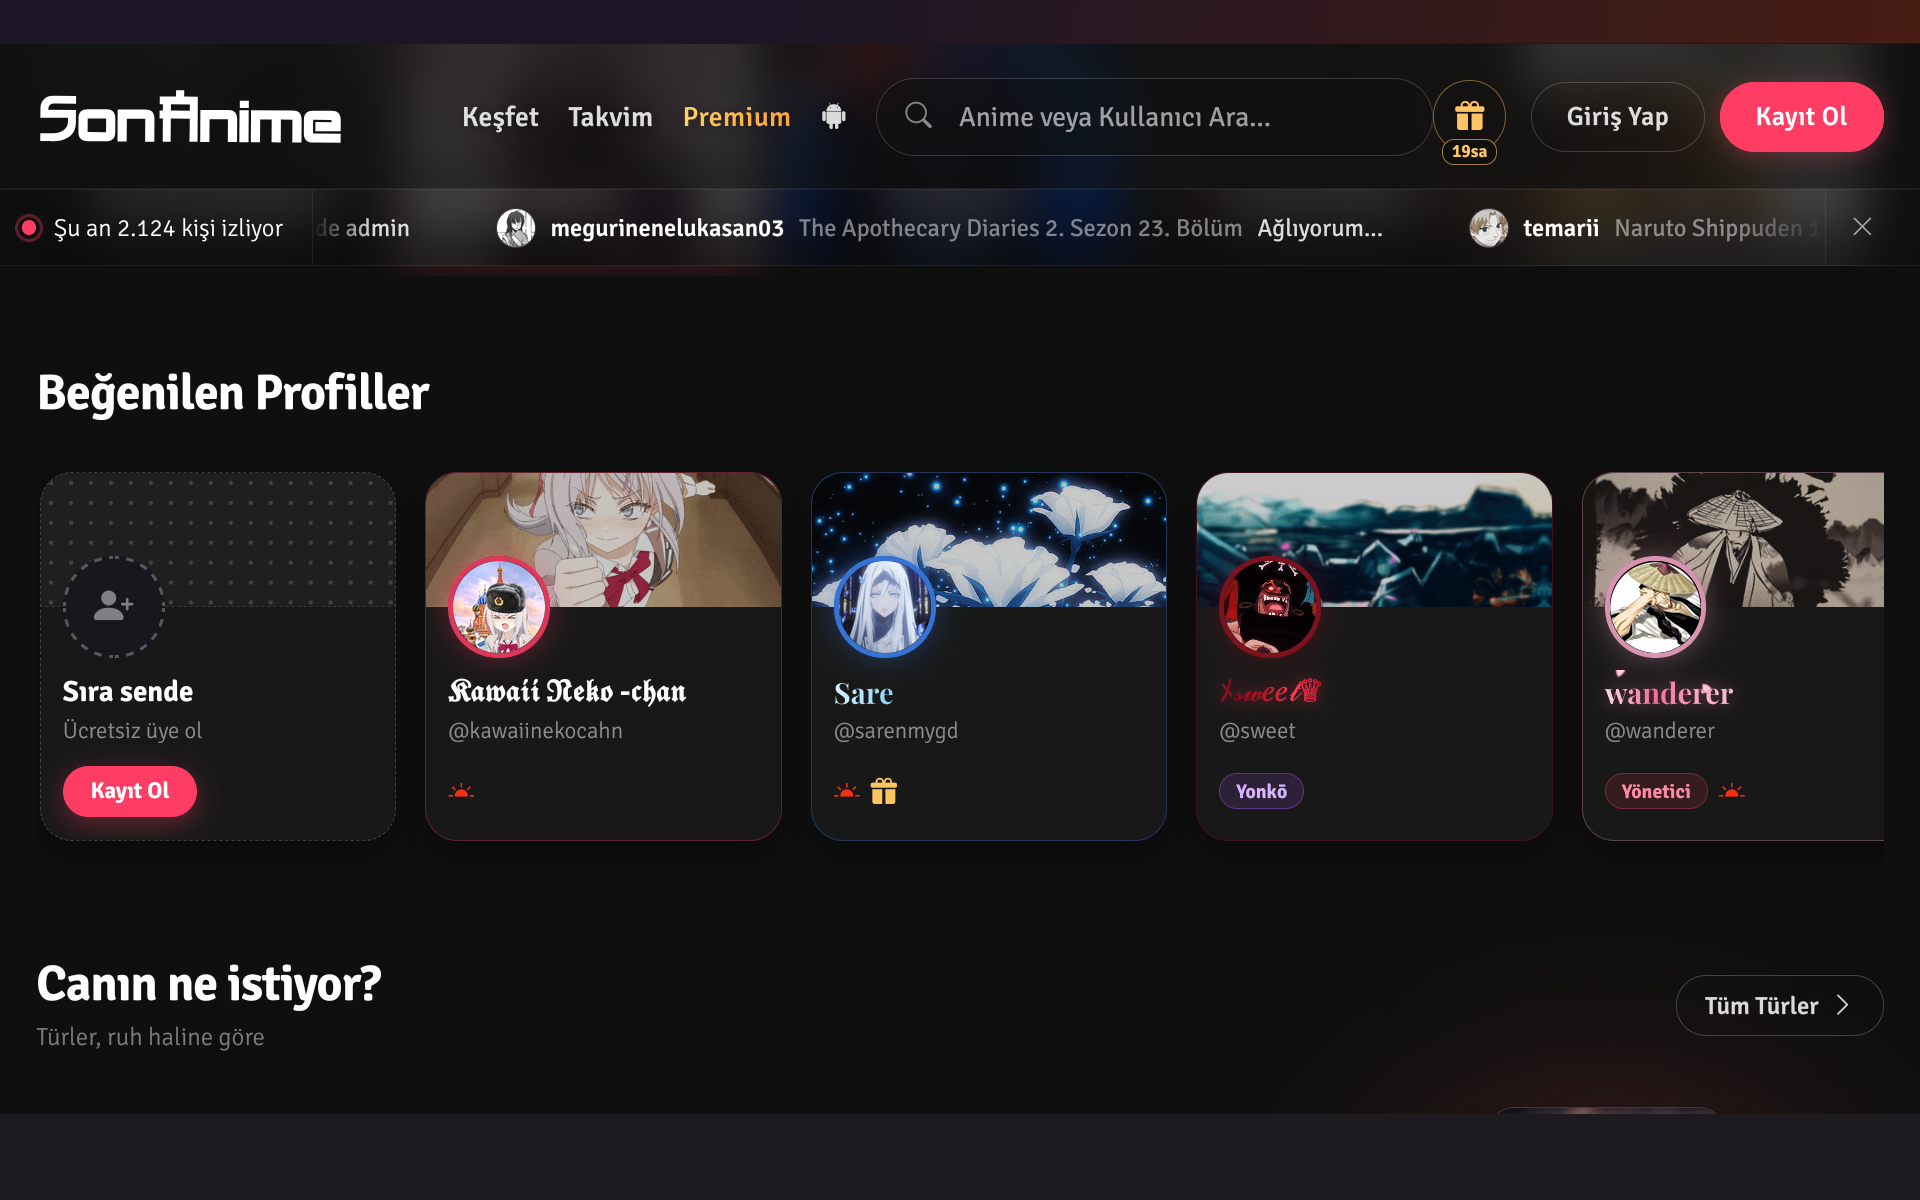 SonAnime
Keşfet
Takvim
Premium
Anime veya Kullanıcı Ara...
19sa
Giriş Yap
Kayıt Ol
Şu an 2.124 kişi izliyor
de admin
megurinenelukasan03 The Apothecary Diaries 2. Sezon 23. Bölüm Ağlıyorum...
temarii Naruto Shippuden 1
Beğenilen Profiller
Sıra sende
Ücretsiz üye ol
Kayıt Ol
Kawaii Neko -chan
@kawaiinekocahn
Sare
@sarenmygd
@sweet
Yonkō
wanderer
@wanderer
Yönetici
Canın ne istiyor?
Türler, ruh haline göre
Tüm Türler